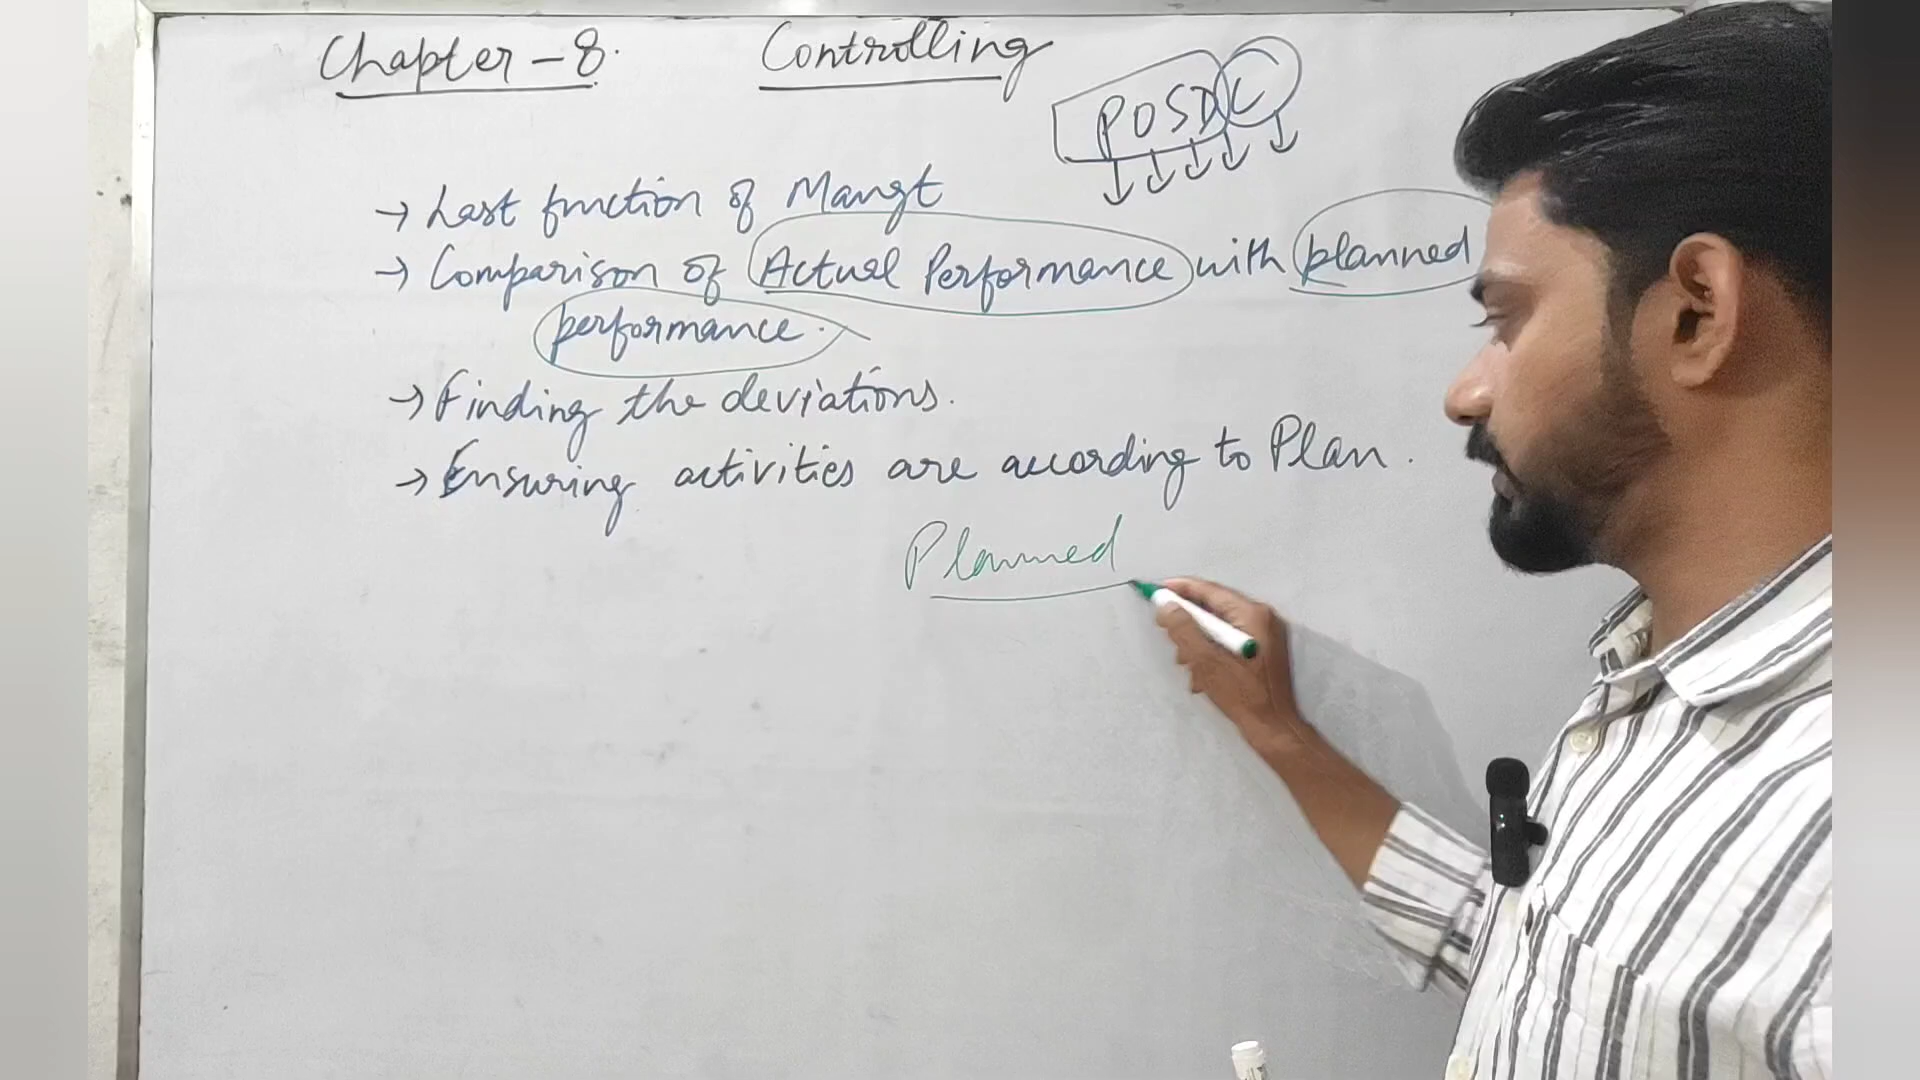 Chapter - 8. Controlling
POSDC
→ Last function of Mangt
→ Comparison of Actual Performance with planned
performance.
→ Finding the deviations.
→ Ensuring activities are according to Plan.
Planned